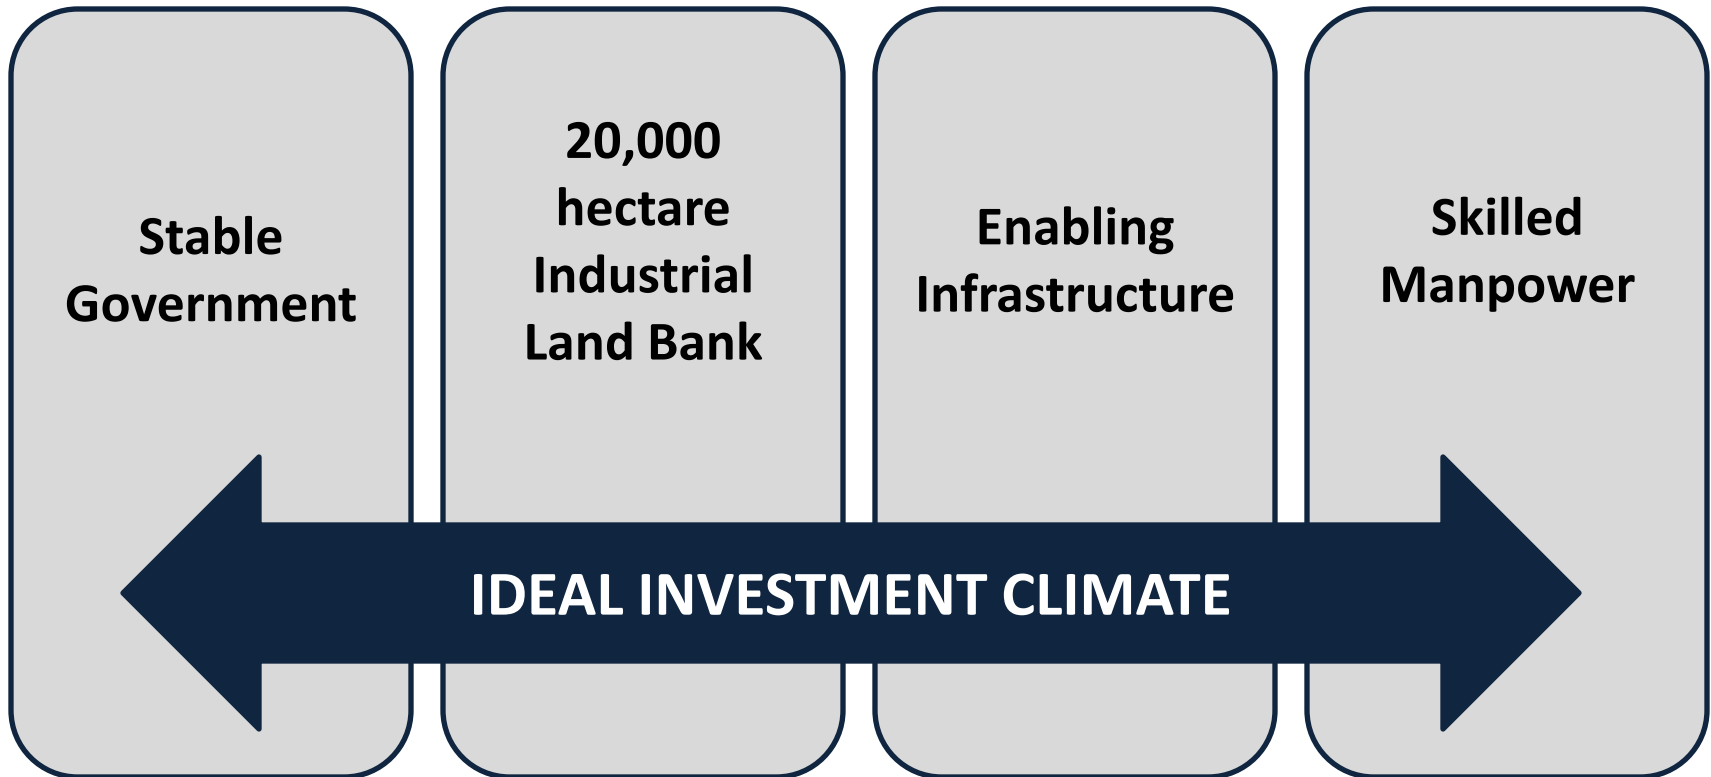 Stable
Government
20,000
hectare
Industrial
Land Bank
Enabling
Infrastructure
Skilled
Manpower
IDEAL INVESTMENT CLIMATE